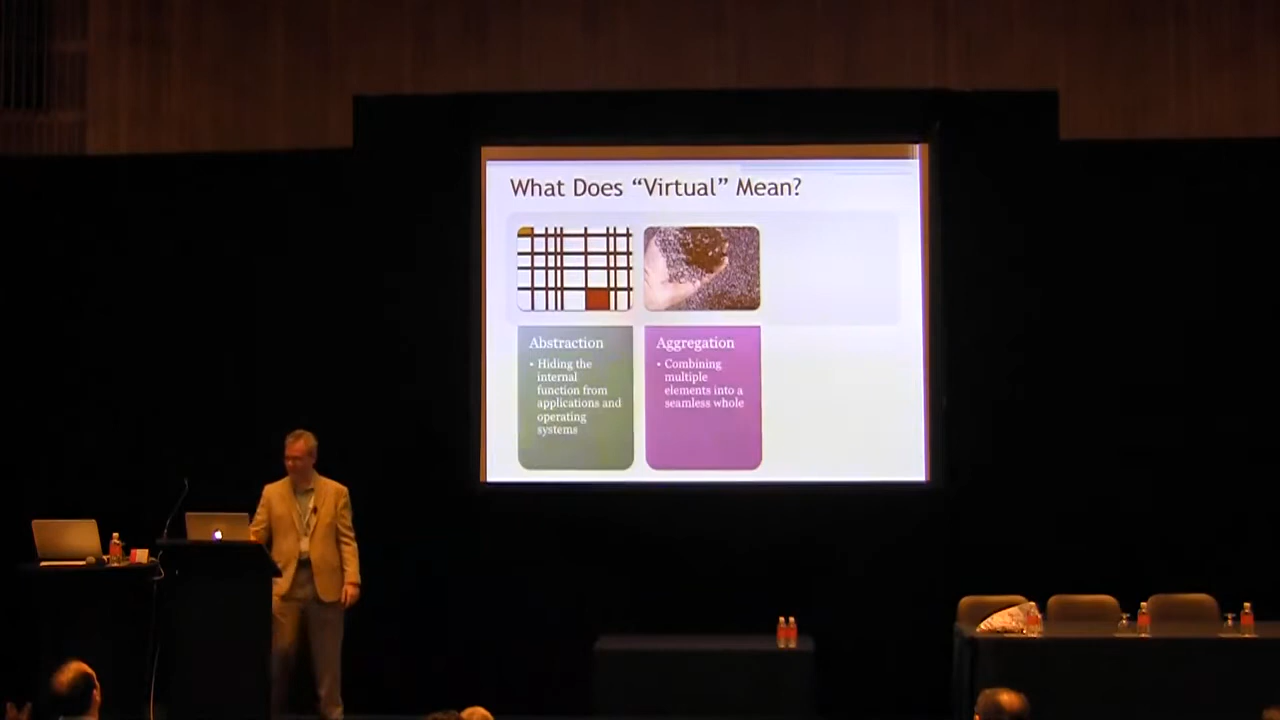 What Does “Virtual” Mean?
Abstraction
• Hiding the
internal
function from
applications and
operating
systems
Aggregation
• Combining
multiple
elements into a
seamless whole